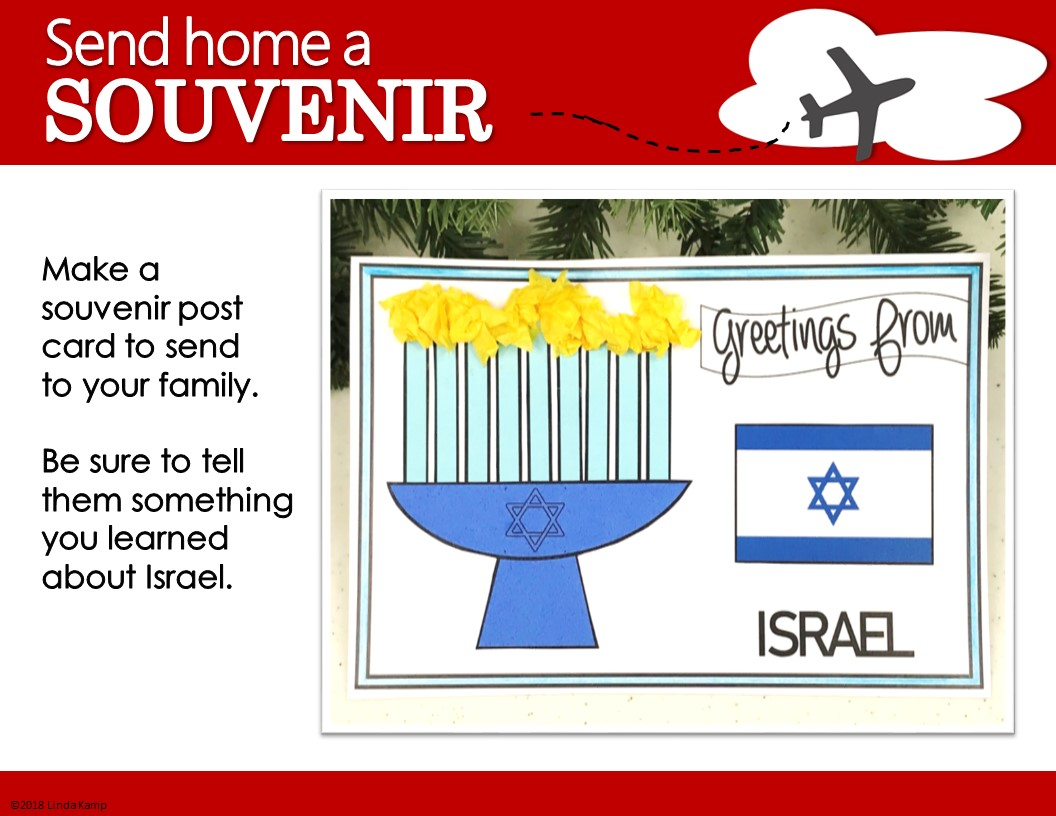 Send home a
SOUVENIR
Make a
souvenir post
card to send
to your family.
Be sure to tell
them something
you learned
about Israel.
Greetings from
ISRAEL
©2018 Linda Kamp